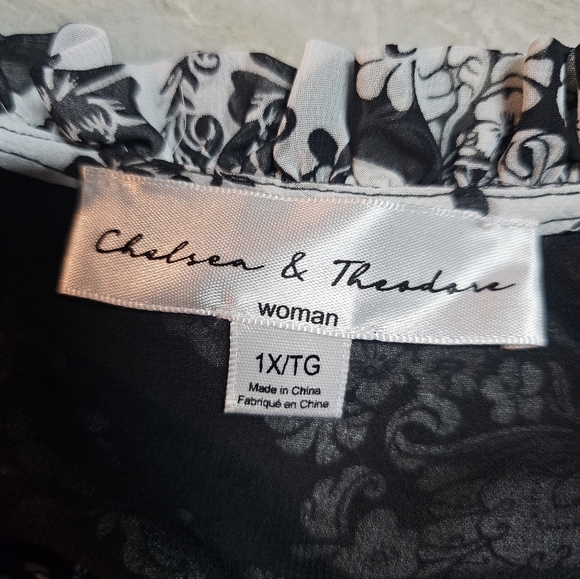 Chelsea & Theodore
woman
1X/TG
Made in China
Fabriqué en Chine